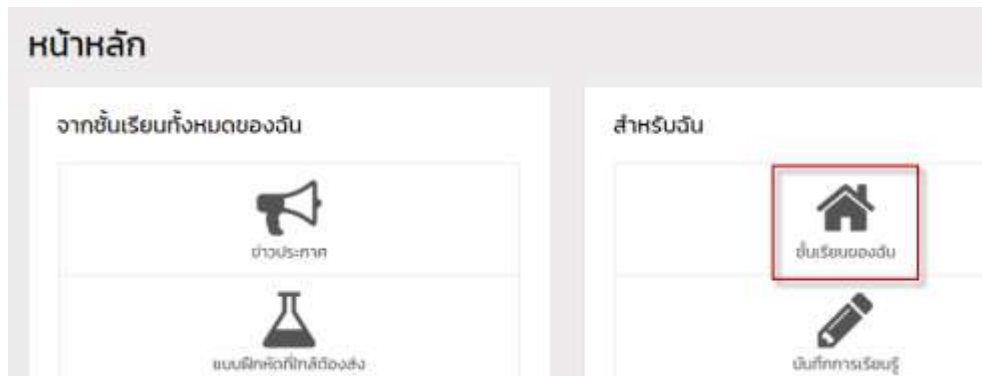 หน้าหลัก
จากชั้นเรียนทั้งหมดของฉัน
ข่าวประกาศ
แบบฝึกหัดที่ใกล้ต้องส่ง
สำหรับฉัน
ชั้นเรียนของฉัน
บันทึกการเรียนรู้